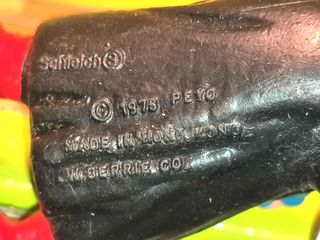 Schleich Ⓢ
© 1978 PEYO
MADE IN HONG KONG
W.BERRIE CO.